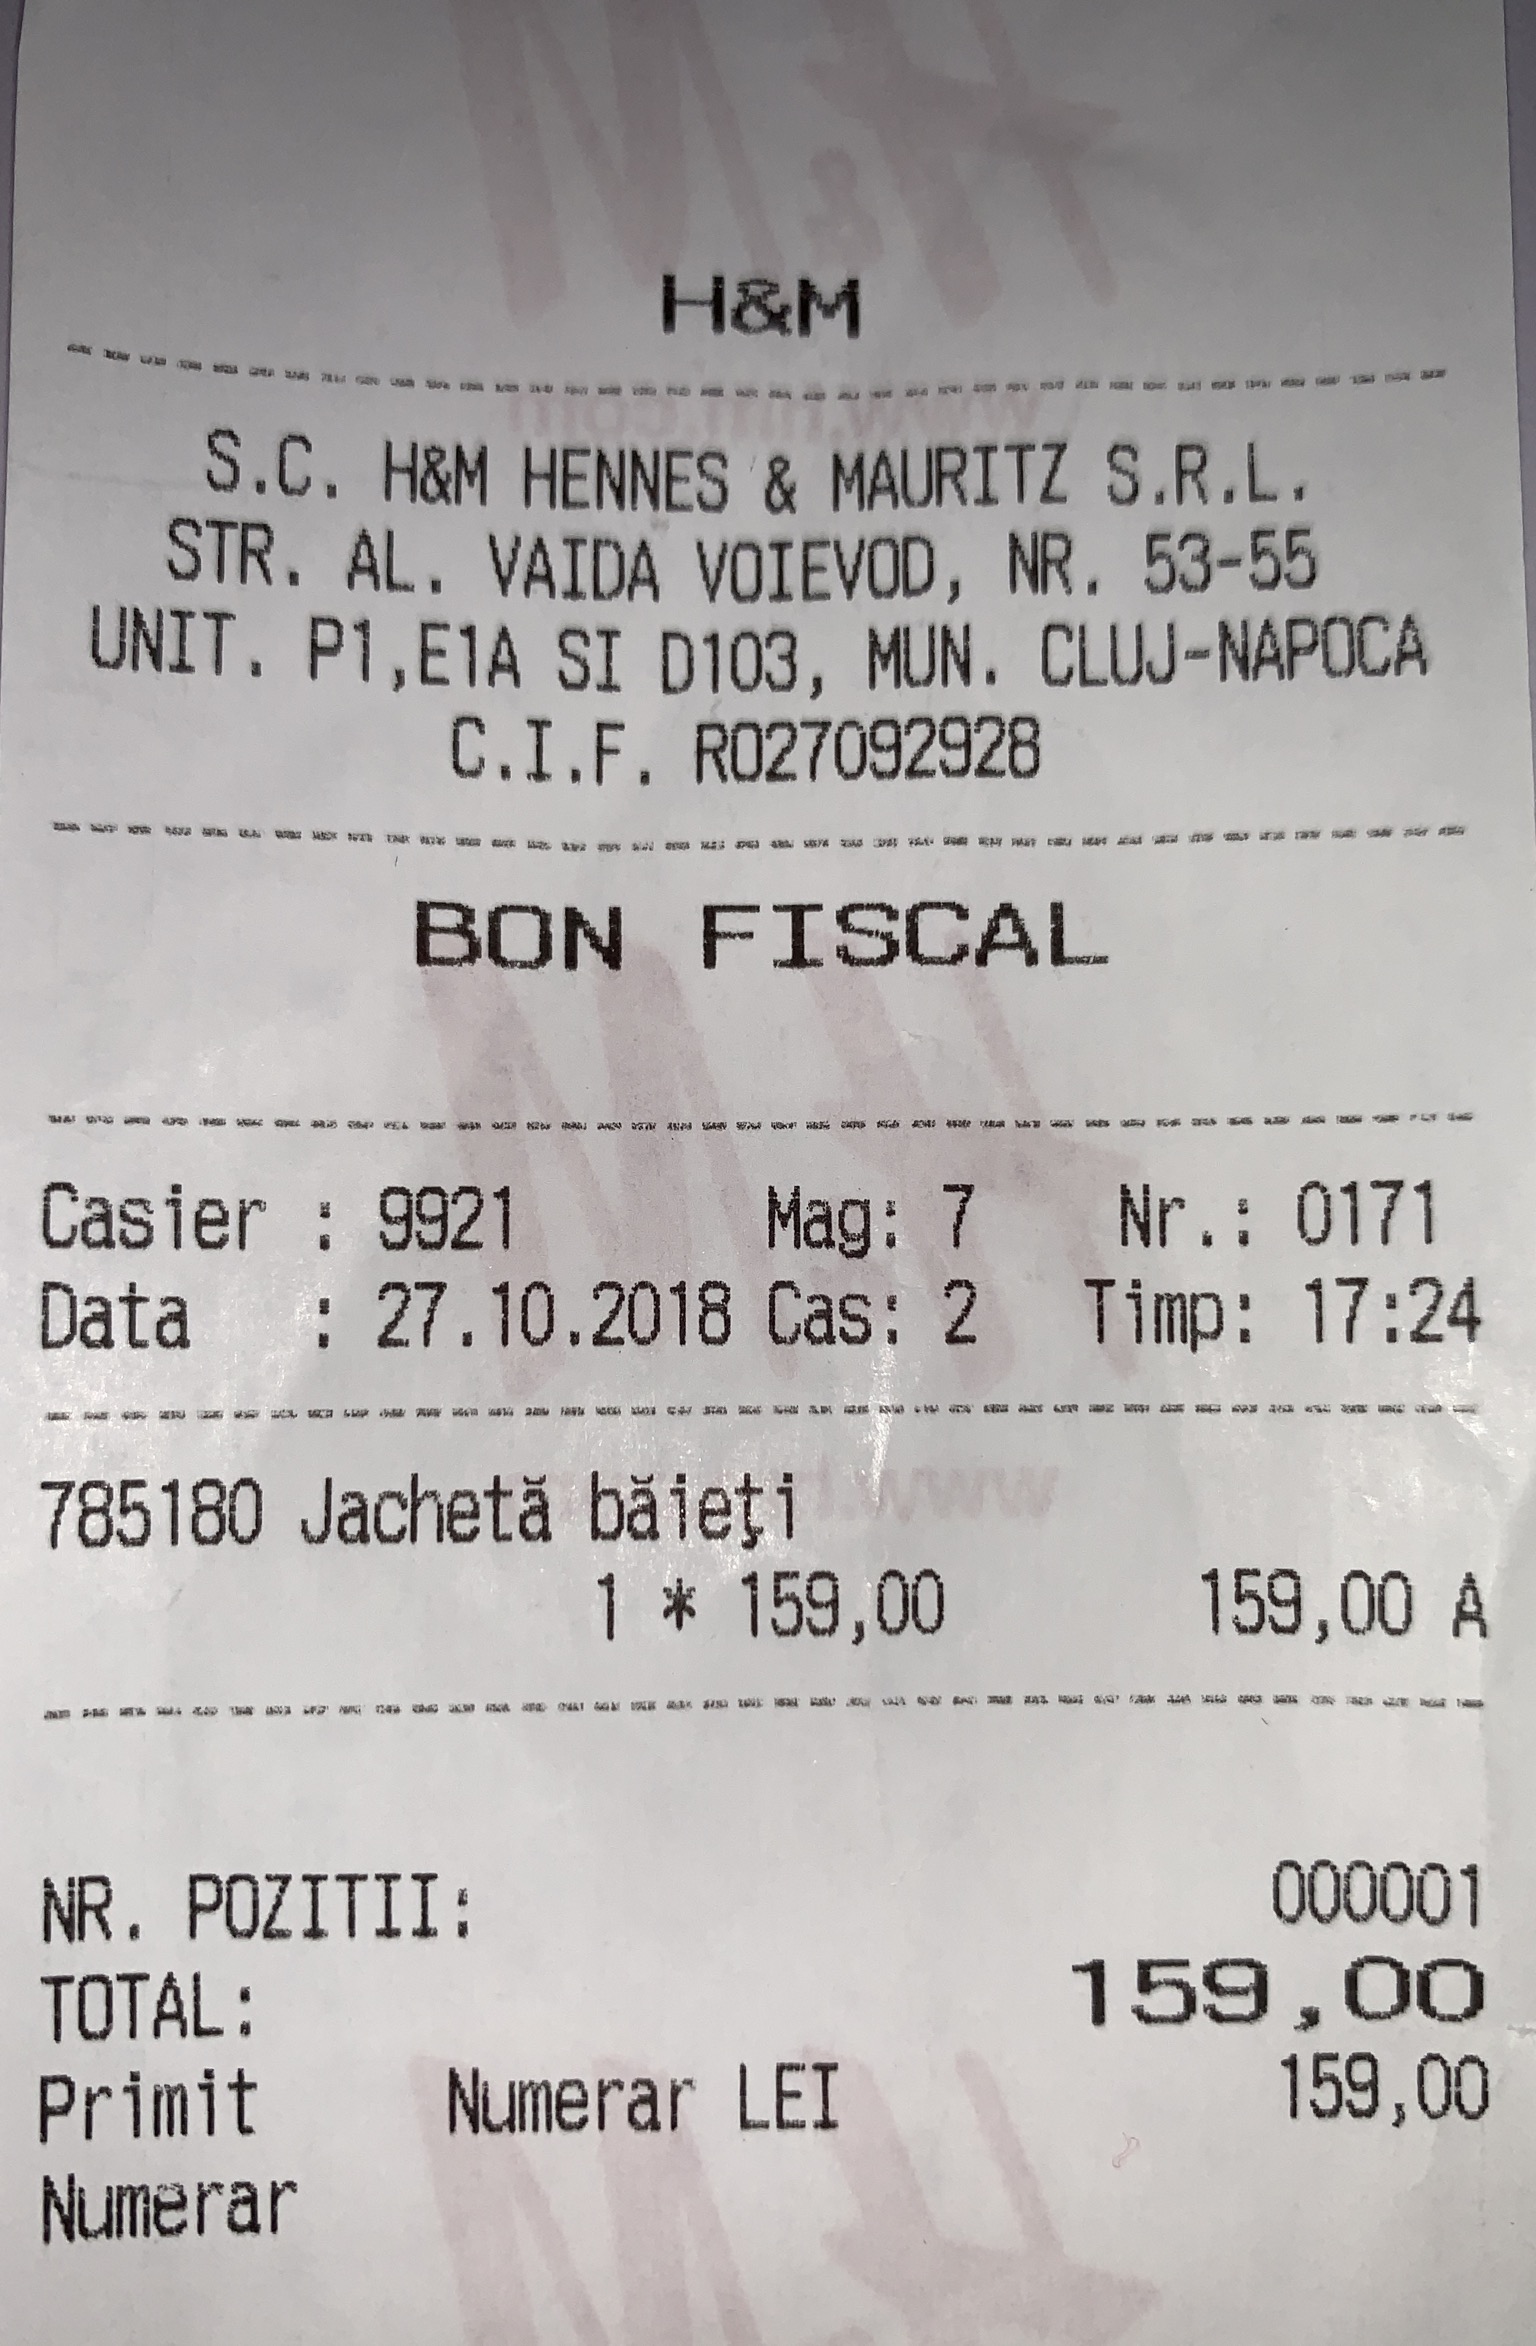 H&M
S.C. H&M HENNES & MAURITZ S.R.L.
STR. AL. VAIDA VOIEVOD, NR. 53-55
UNIT. P1,E1A SI D103, MUN. CLUJ-NAPOCA
C.I.F. RO27092928
BON FISCAL
Casier : 9921 Mag: 7 Nr.: 0171
Data : 27.10.2018 Cas: 2 Timp: 17:24
785180 Jachetă băieţi
1 * 159,00 159,00 A
NR. POZITII: 000001
TOTAL: 159,00
Primit Numerar LEI 159,00
Numerar